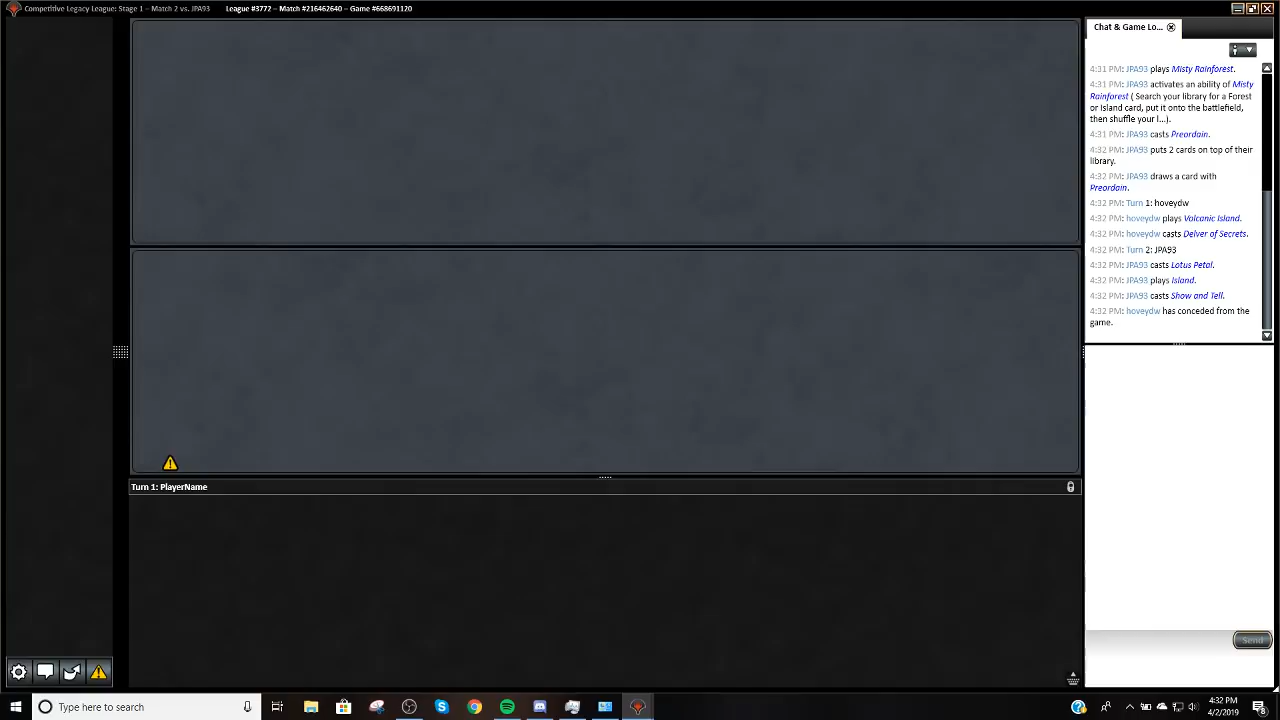 Competitive Legacy League: Stage 1 – Match 2 vs. JPA93 League #3772 – Match #216462640 – Game #668691120
Chat & Game Lo...
4:31 PM: JPA93 plays Misty Rainforest.
4:31 PM: JPA93 activates an ability of Misty
Rainforest ( Search your library for a Forest
or Island card, put it onto the battlefield,
then shuffle your l...).
4:31 PM: JPA93 casts Preordain.
4:32 PM: JPA93 puts 2 cards on top of their
library.
4:32 PM: JPA93 draws a card with
Preordain.
4:32 PM: Turn 1: hoveydw
4:32 PM: hoveydw plays Volcanic Island.
4:32 PM: hoveydw casts Delver of Secrets.
4:32 PM: Turn 2: JPA93
4:32 PM: JPA93 casts Lotus Petal.
4:32 PM: JPA93 plays Island.
4:32 PM: JPA93 casts Show and Tell.
4:32 PM: hoveydw has conceded from the
game.
Turn 1: PlayerName
Send
Type here to search
4:32 PM
4/2/2019
8